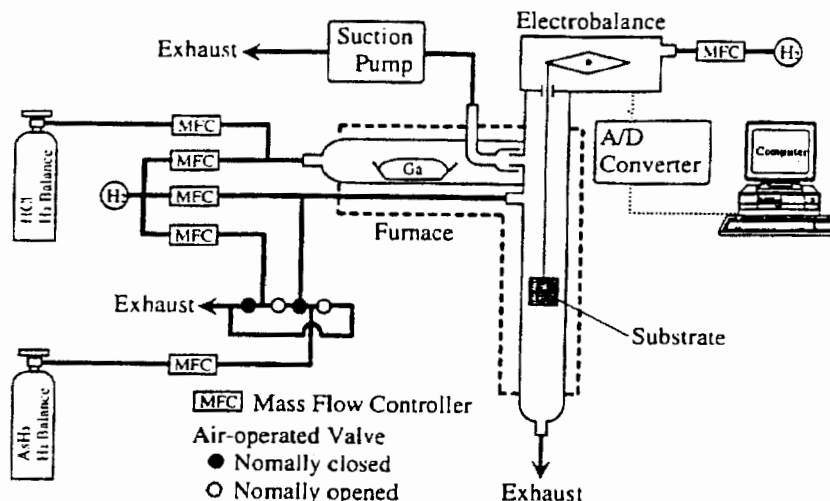 Electrobalance
Exhaust
Suction
Pump
MFC
H₂
MFC
A/D
Converter
Computer
MFC
Ga
HCl
H₂ Balance
H₂
MFC
Furnace
MFC
Exhaust
Substrate
MFC
AsH₃
H₂ Balance
MFC Mass Flow Controller
Air-operated Valve
● Nomally closed
○ Nomally opened
Exhaust